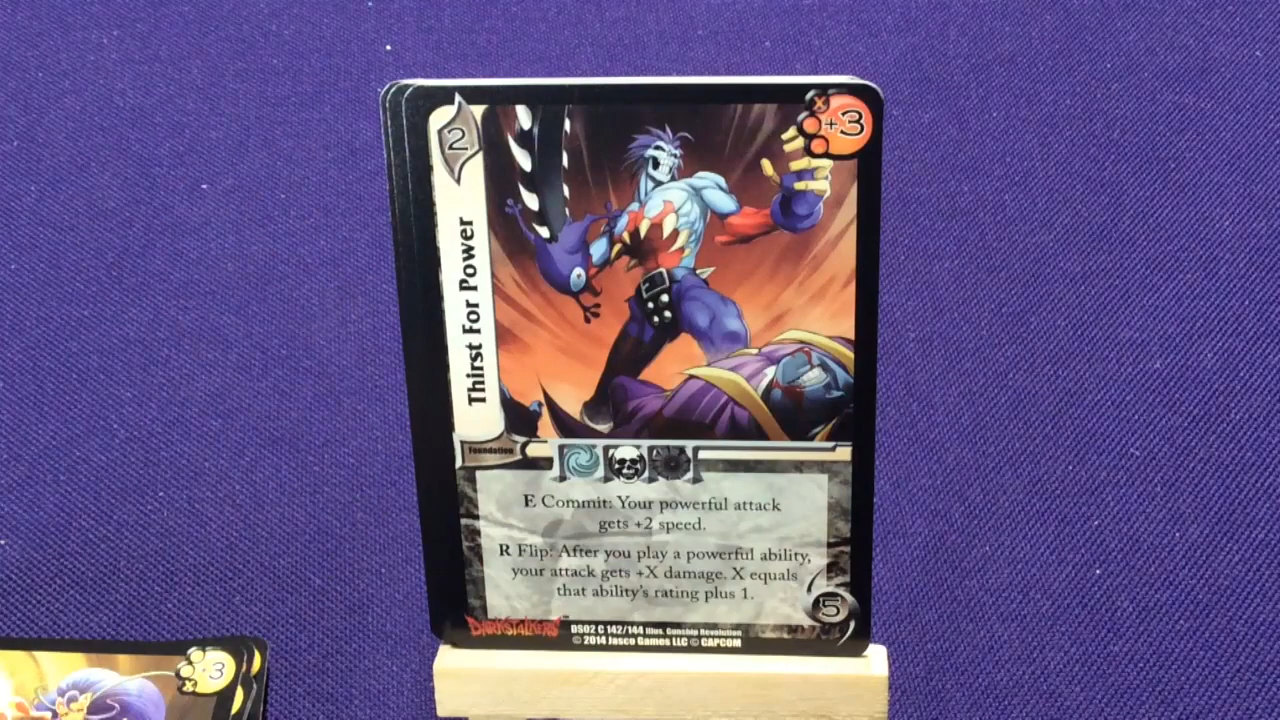 2
+3
Thirst For Power
Foundation
E Commit: Your powerful attack
gets +2 speed.
R Flip: After you play a powerful ability,
your attack gets +X damage. X equals
that ability's rating plus 1.
5
DARKSTALKERS™
DS02 C 142/144 Illus. Gunship Revolution
© 2014 Jasco Games LLC © CAPCOM
+3